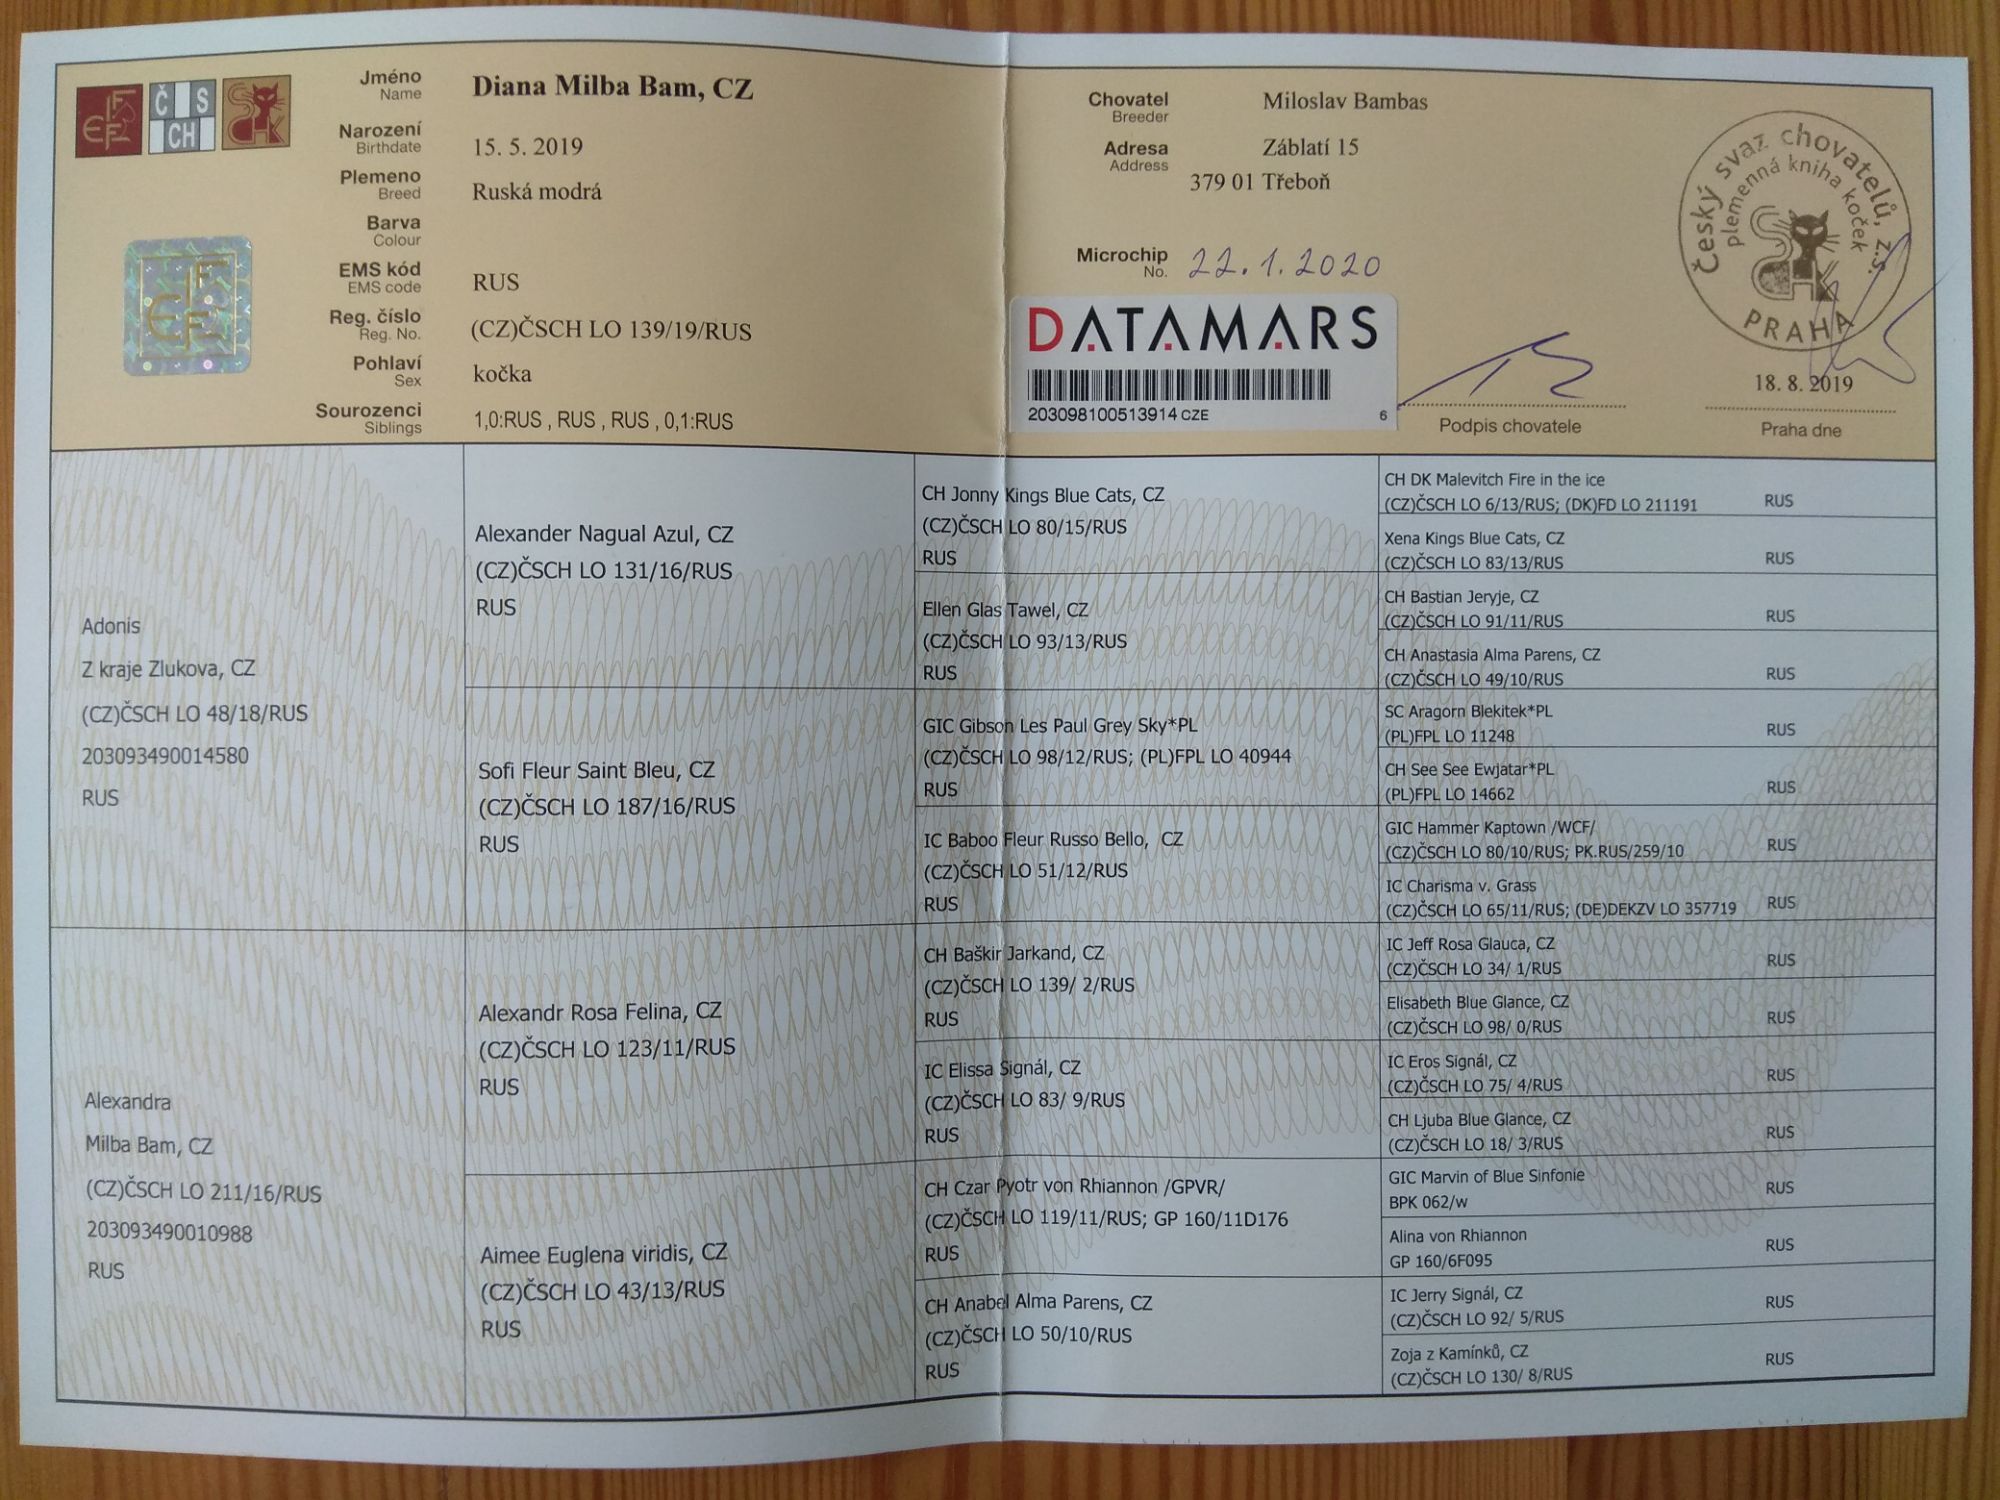 FIFE
ČSCH
SCHK
Jméno
Name
Diana Milba Bam, CZ
Narození
Birthdate
15. 5. 2019
Plemeno
Breed
Ruská modrá
Barva
Colour
EMS kód
EMS code
RUS
Reg. číslo
Reg. No.
(CZ)ČSCH LO 139/19/RUS
Pohlaví
Sex
kočka
Sourozenci
Siblings
1,0:RUS , RUS , RUS , 0,1:RUS
Chovatel
Breeder
Miloslav Bambas
Adresa
Address
Záblatí 15
379 01 Třeboň
Microchip
No.
22.1.2020
DATAMARS
203098100513914 CZE
6
Podpis chovatele
Český svaz chovatelů, z.s.
plemenná kniha koček
PRAHA
18. 8. 2019
Praha dne
Adonis
Z kraje Zlukova, CZ
(CZ)ČSCH LO 48/18/RUS
203093490014580
RUS
Alexandra
Milba Bam, CZ
(CZ)ČSCH LO 211/16/RUS
203093490010988
RUS
Alexander Nagual Azul, CZ
(CZ)ČSCH LO 131/16/RUS
RUS
Sofi Fleur Saint Bleu, CZ
(CZ)ČSCH LO 187/16/RUS
RUS
Alexandr Rosa Felina, CZ
(CZ)ČSCH LO 123/11/RUS
RUS
Aimee Euglena viridis, CZ
(CZ)ČSCH LO 43/13/RUS
RUS
CH Jonny Kings Blue Cats, CZ
(CZ)ČSCH LO 80/15/RUS
RUS
Ellen Glas Tawel, CZ
(CZ)ČSCH LO 93/13/RUS
RUS
GIC Gibson Les Paul Grey Sky*PL
(CZ)ČSCH LO 98/12/RUS; (PL)FPL LO 40944
RUS
IC Baboo Fleur Russo Bello, CZ
(CZ)ČSCH LO 51/12/RUS
RUS
CH Baškir Jarkand, CZ
(CZ)ČSCH LO 139/ 2/RUS
RUS
IC Elissa Signál, CZ
(CZ)ČSCH LO 83/ 9/RUS
RUS
CH Czar Pyotr von Rhiannon /GPVR/
(CZ)ČSCH LO 119/11/RUS; GP 160/11D176
RUS
CH Anabel Alma Parens, CZ
(CZ)ČSCH LO 50/10/RUS
RUS
CH DK Malevitch Fire in the ice
(CZ)ČSCH LO 6/13/RUS; (DK)FD LO 211191 RUS
Xena Kings Blue Cats, CZ
(CZ)ČSCH LO 83/13/RUS RUS
CH Bastian Jeryje, CZ
(CZ)ČSCH LO 91/11/RUS RUS
CH Anastasia Alma Parens, CZ
(CZ)ČSCH LO 49/10/RUS RUS
SC Aragorn Blekitek*PL
(PL)FPL LO 11248 RUS
CH See See Ewjatar*PL
(PL)FPL LO 14662 RUS
GIC Hammer Kaptown /WCF/
(CZ)ČSCH LO 80/10/RUS; PK.RUS/259/10 RUS
IC Charisma v. Grass
(CZ)ČSCH LO 65/11/RUS; (DE)DEKZV LO 357719 RUS
IC Jeff Rosa Glauca, CZ
(CZ)ČSCH LO 34/ 1/RUS RUS
Elisabeth Blue Glance, CZ
(CZ)ČSCH LO 98/ 0/RUS RUS
IC Eros Signál, CZ
(CZ)ČSCH LO 75/ 4/RUS RUS
CH Ljuba Blue Glance, CZ
(CZ)ČSCH LO 18/ 3/RUS RUS
GIC Marvin of Blue Sinfonie
BPK 062/w RUS
Alina von Rhiannon
GP 160/6F095 RUS
IC Jerry Signál, CZ
(CZ)ČSCH LO 92/ 5/RUS RUS
Zoja z Kamínků, CZ
(CZ)ČSCH LO 130/ 8/RUS RUS